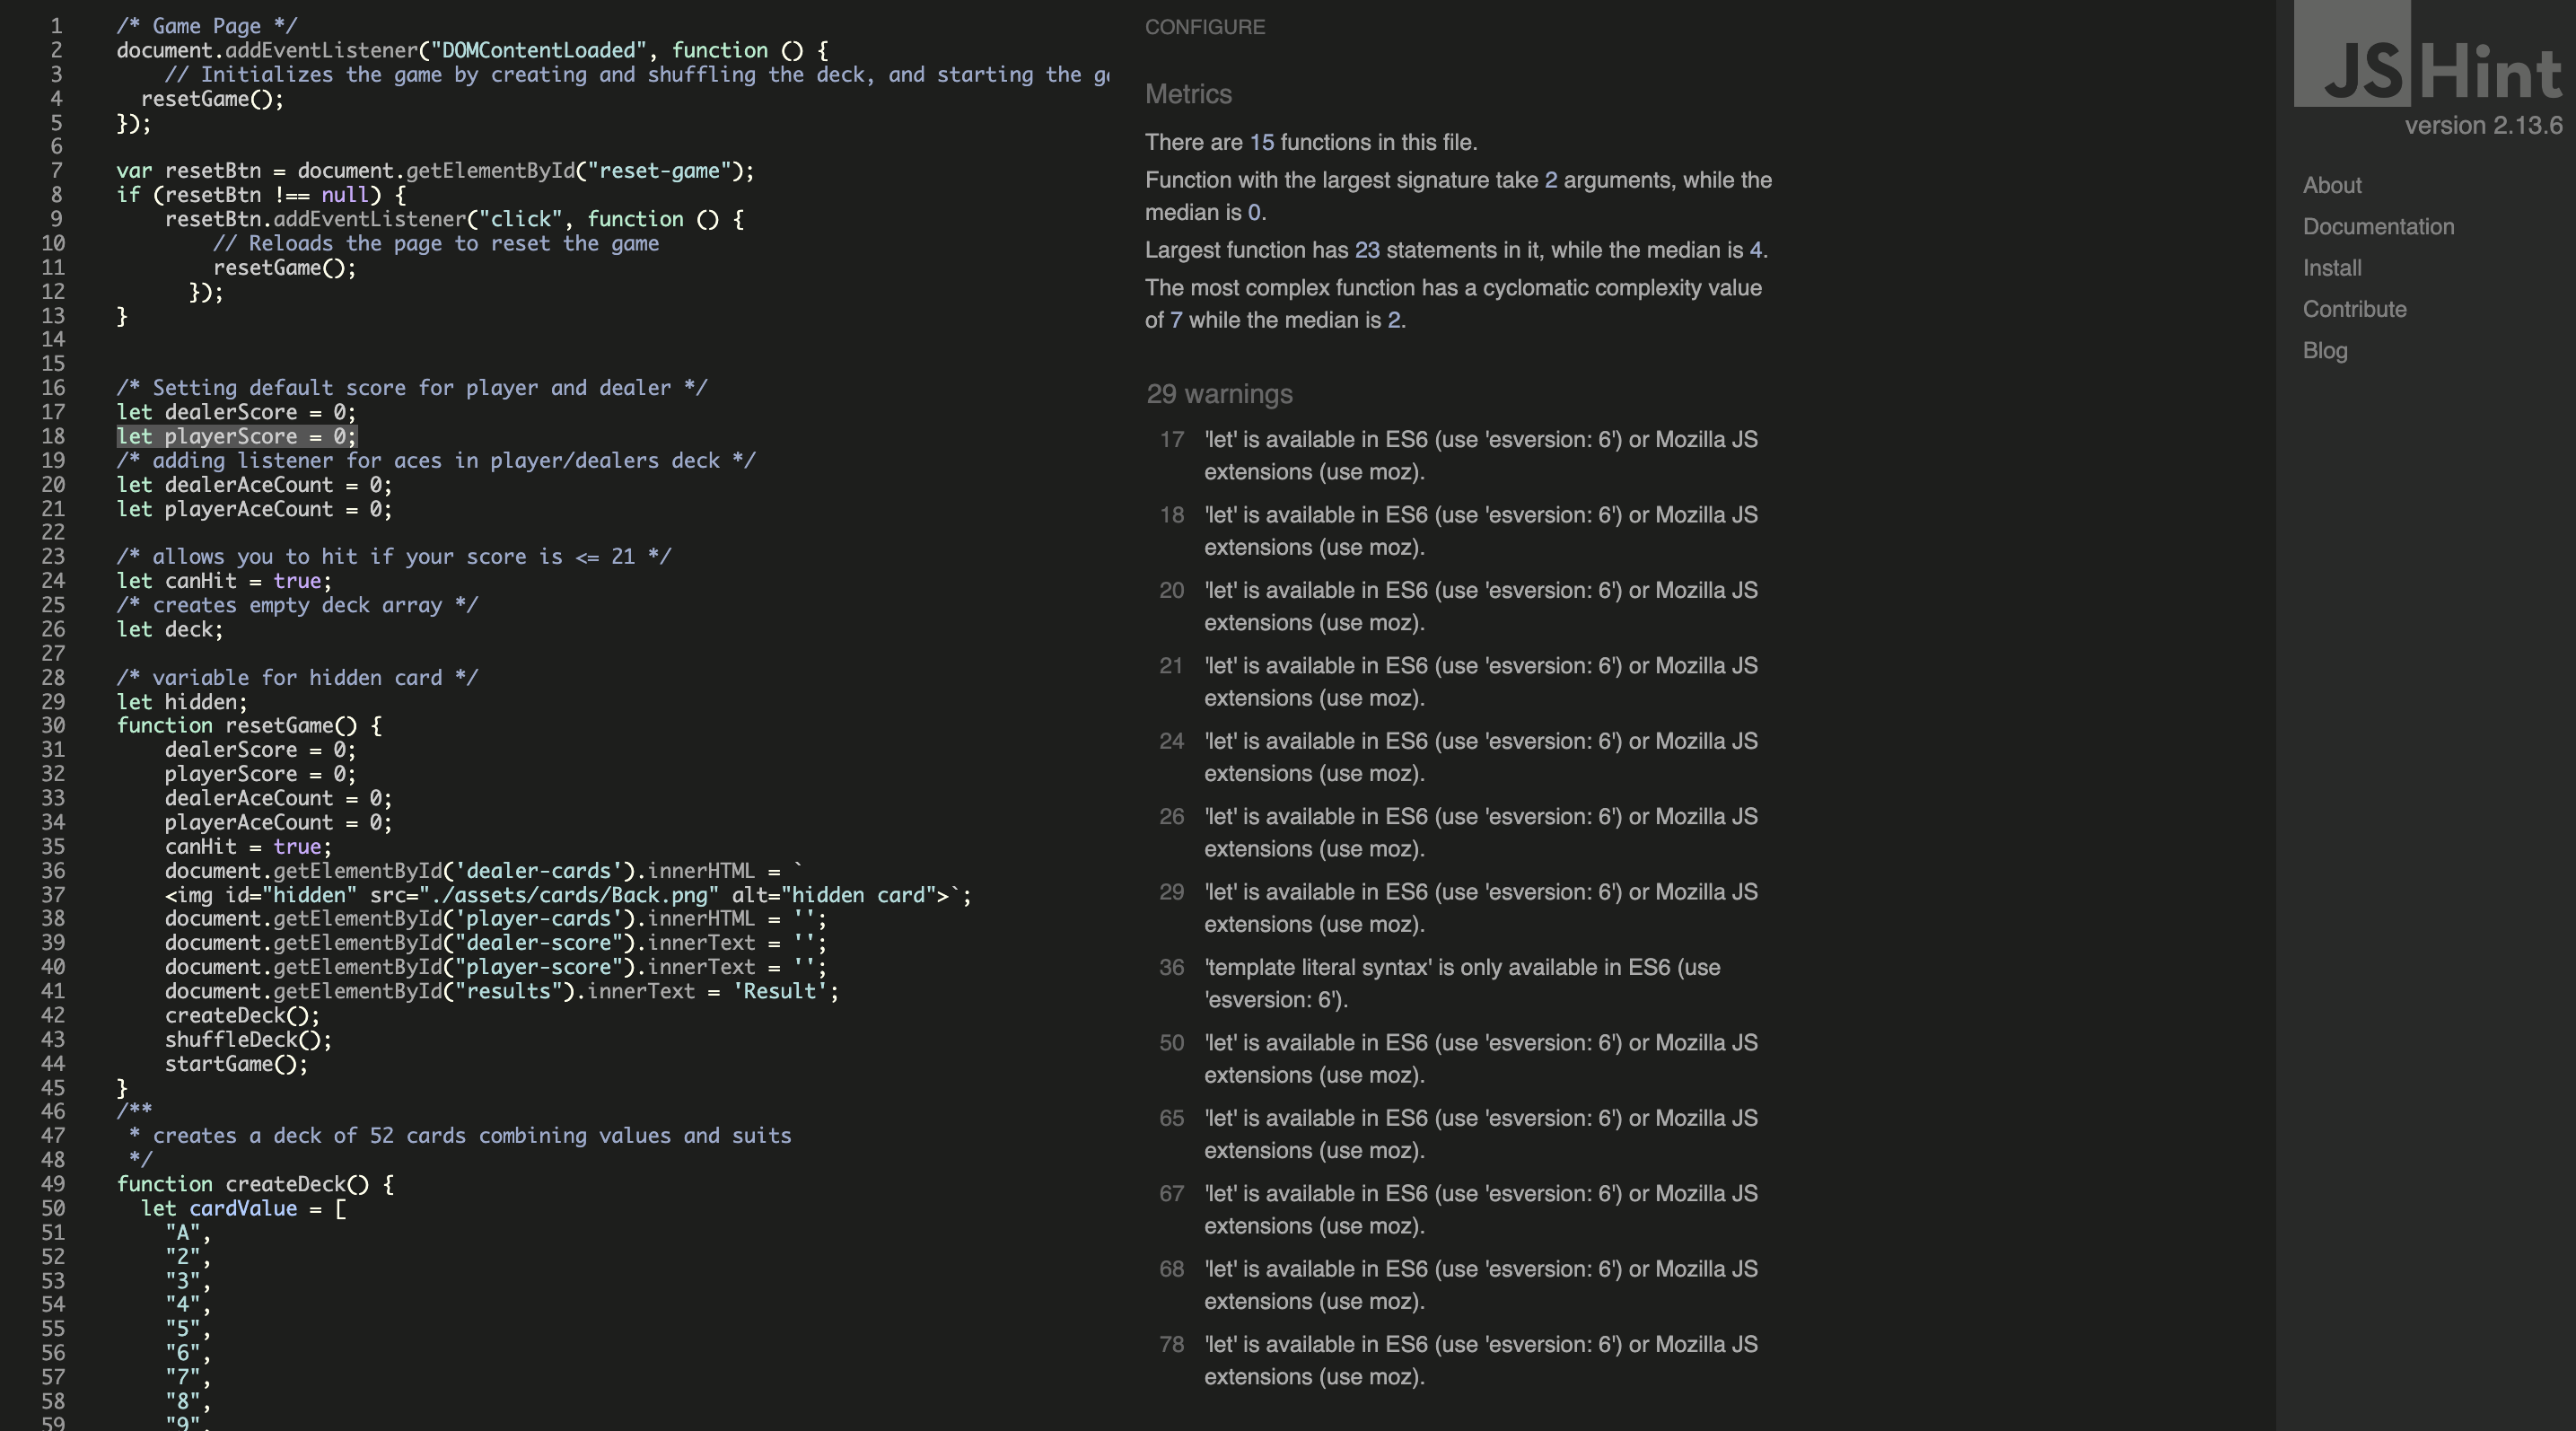 1 /* Game Page */
2 document.addEventListener("DOMContentLoaded", function () {
3 // Initializes the game by creating and shuffling the deck, and starting the
4 resetGame();
5 });
6
7 var resetBtn = document.getElementById("reset-game");
8 if (resetBtn !== null) {
9 resetBtn.addEventListener("click", function () {
10 // Reloads the page to reset the game
11 resetGame();
12 });
13 }
14
15
16 /* Setting default score for player and dealer */
17 let dealerScore = 0;
18 let playerScore = 0;
19 /* adding listener for aces in player/dealers deck */
20 let dealerAceCount = 0;
21 let playerAceCount = 0;
22
23 /* allows you to hit if your score is <= 21 */
24 let canHit = true;
25 /* creates empty deck array */
26 let deck;
27
28 /* variable for hidden card */
29 let hidden;
30 function resetGame() {
31 dealerScore = 0;
32 playerScore = 0;
33 dealerAceCount = 0;
34 playerAceCount = 0;
35 canHit = true;
36 document.getElementById('dealer-cards').innerHTML = `
37 <img id="hidden" src="./assets/cards/Back.png" alt="hidden card">`;
38 document.getElementById('player-cards').innerHTML = '';
39 document.getElementById("dealer-score").innerText = '';
40 document.getElementById("player-score").innerText = '';
41 document.getElementById("results").innerText = 'Result';
42 createDeck();
43 shuffleDeck();
44 startGame();
45 }
46 /**
47 * creates a deck of 52 cards combining values and suits
48 */
49 function createDeck() {
50 let cardValue = [
51 "A",
52 "2",
53 "3",
54 "4",
55 "5",
56 "6",
57 "7",
58 "8",
59 "9",
CONFIGURE
Metrics
There are 15 functions in this file.
Function with the largest signature take 2 arguments, while the
median is 0.
Largest function has 23 statements in it, while the median is 4.
The most complex function has a cyclomatic complexity value
of 7 while the median is 2.
29 warnings
17 'let' is available in ES6 (use 'esversion: 6') or Mozilla JS
extensions (use moz).
18 'let' is available in ES6 (use 'esversion: 6') or Mozilla JS
extensions (use moz).
20 'let' is available in ES6 (use 'esversion: 6') or Mozilla JS
extensions (use moz).
21 'let' is available in ES6 (use 'esversion: 6') or Mozilla JS
extensions (use moz).
24 'let' is available in ES6 (use 'esversion: 6') or Mozilla JS
extensions (use moz).
26 'let' is available in ES6 (use 'esversion: 6') or Mozilla JS
extensions (use moz).
29 'let' is available in ES6 (use 'esversion: 6') or Mozilla JS
extensions (use moz).
36 'template literal syntax' is only available in ES6 (use
'esversion: 6').
50 'let' is available in ES6 (use 'esversion: 6') or Mozilla JS
extensions (use moz).
65 'let' is available in ES6 (use 'esversion: 6') or Mozilla JS
extensions (use moz).
67 'let' is available in ES6 (use 'esversion: 6') or Mozilla JS
extensions (use moz).
68 'let' is available in ES6 (use 'esversion: 6') or Mozilla JS
extensions (use moz).
78 'let' is available in ES6 (use 'esversion: 6') or Mozilla JS
extensions (use moz).
JSHint
version 2.13.6
About
Documentation
Install
Contribute
Blog